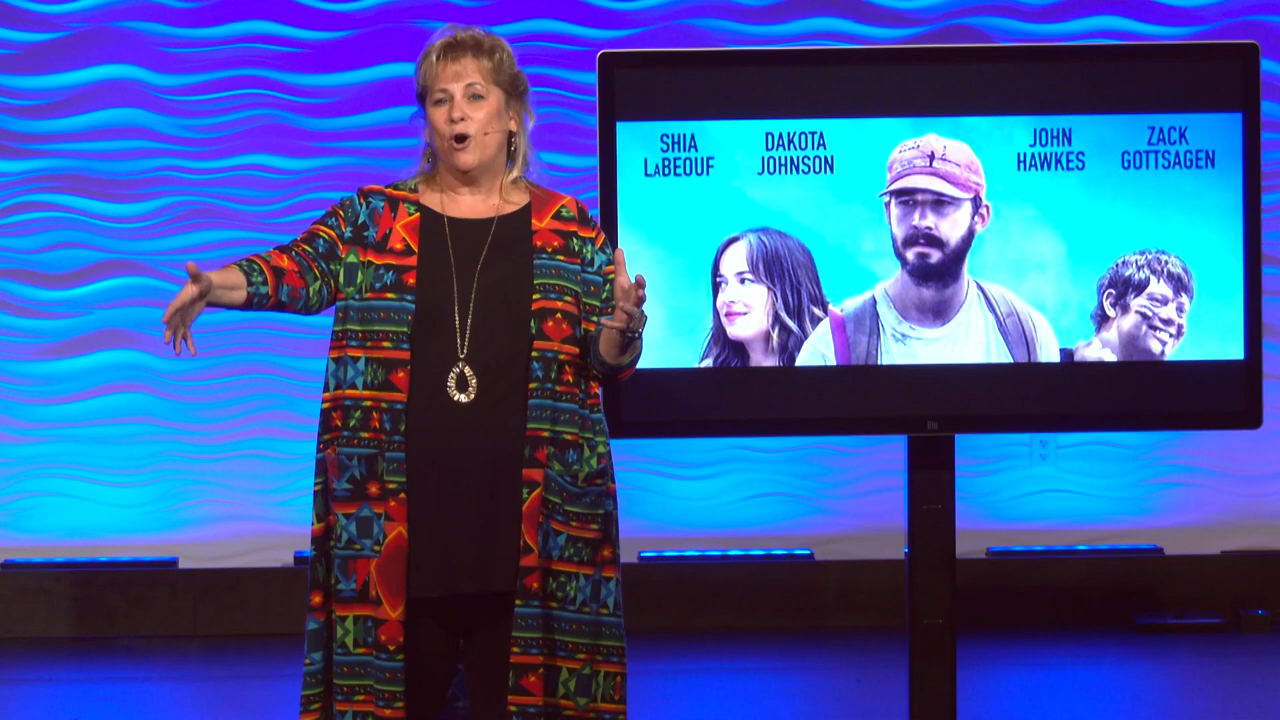 SHIA
LaBEOUF
DAKOTA
JOHNSON
JOHN
HAWKES
ZACK
GOTTSAGEN